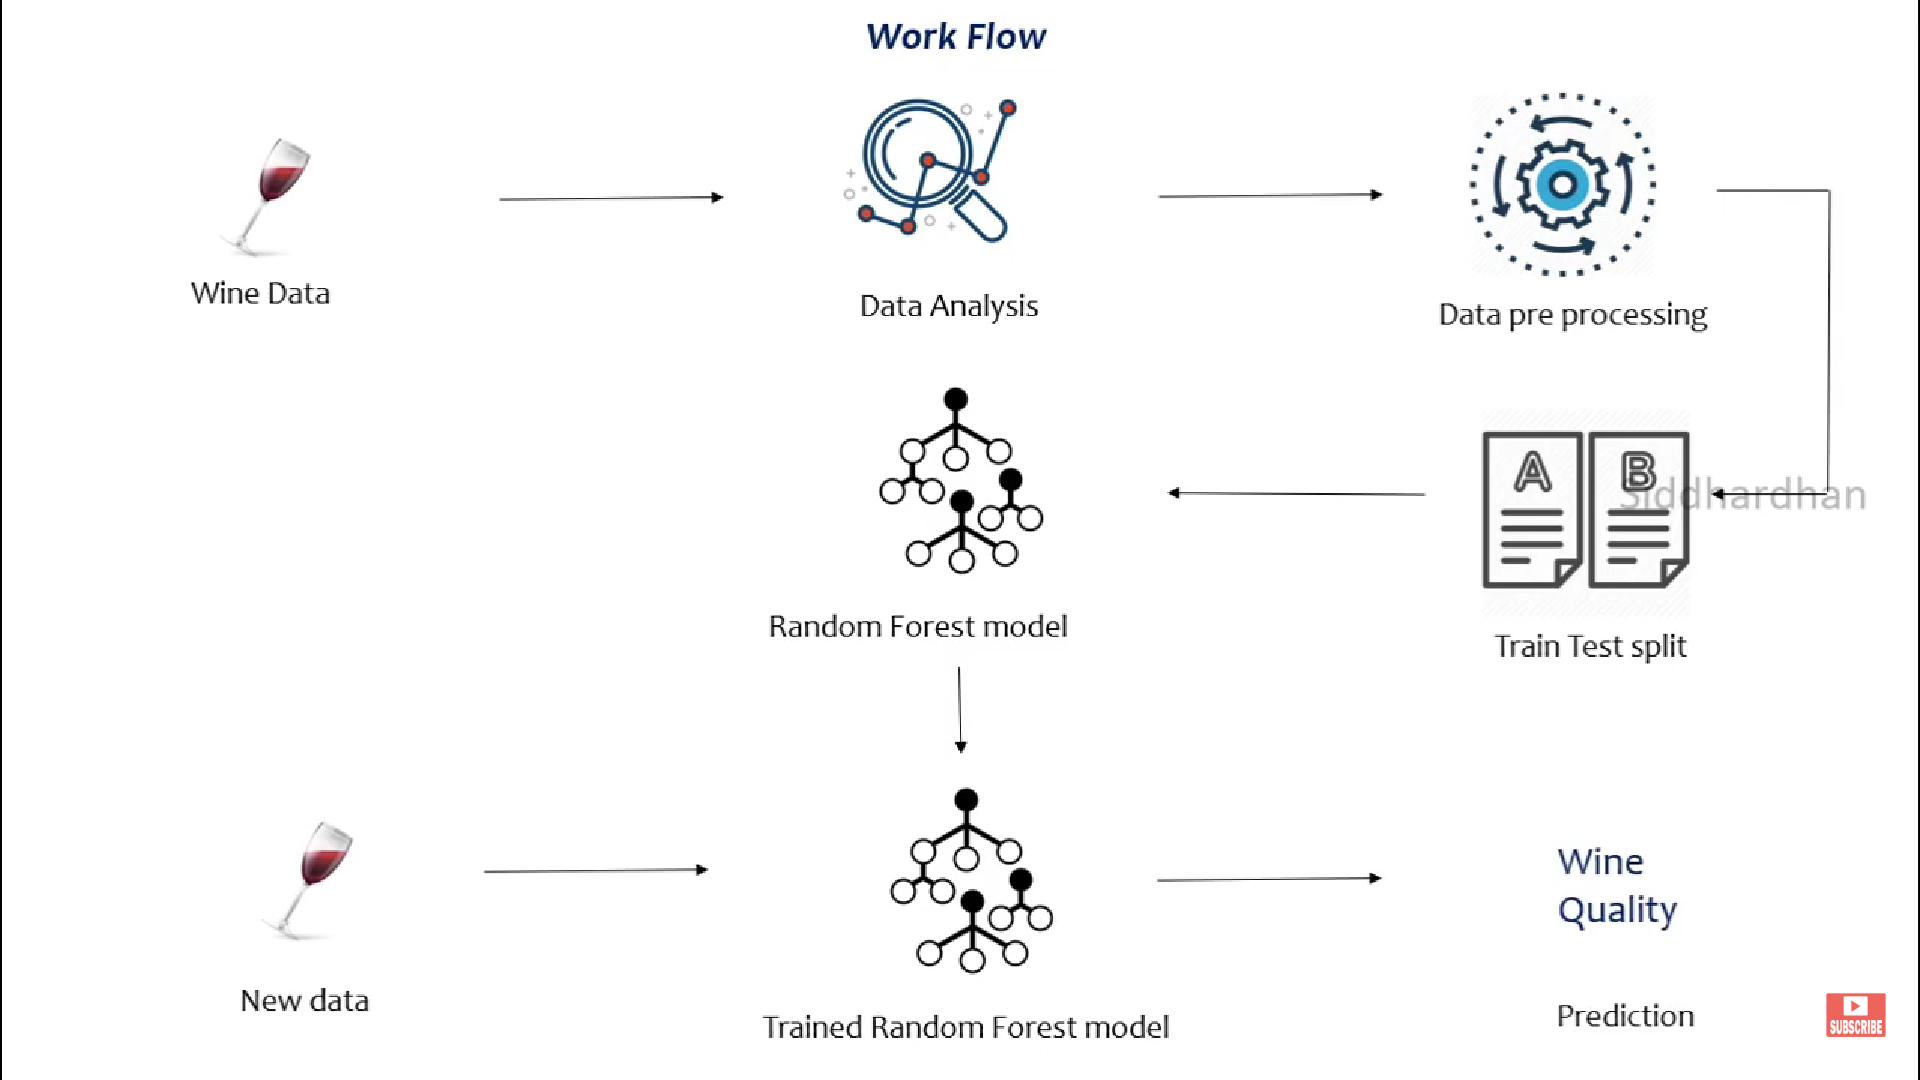 Work Flow
Wine Data
Data Analysis
Data pre processing
A B
Siddhardhan
Random Forest model
Train Test split
Wine
Quality
New data
Trained Random Forest model
Prediction
SUBSCRIBE